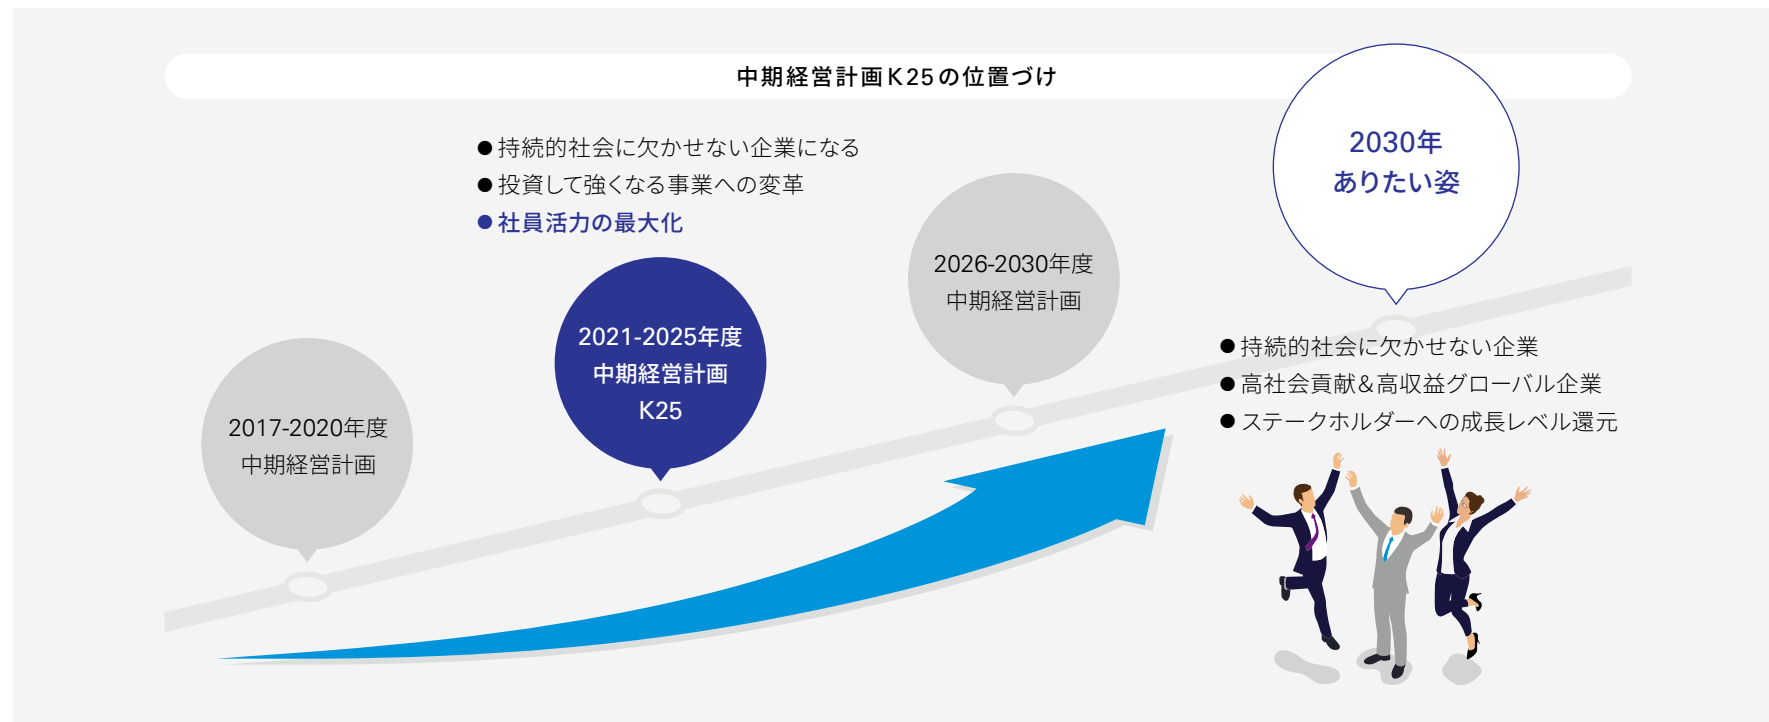 中期経営計画K25の位置づけ
●持続的社会に欠かせない企業になる
●投資して強くなる事業への変革
●社員活力の最大化
2017-2020年度
中期経営計画
2021-2025年度
中期経営計画
K25
2026-2030年度
中期経営計画
2030年
ありたい姿
●持続的社会に欠かせない企業
●高社会貢献&高収益グローバル企業
●ステークホルダーへの成長レベル還元